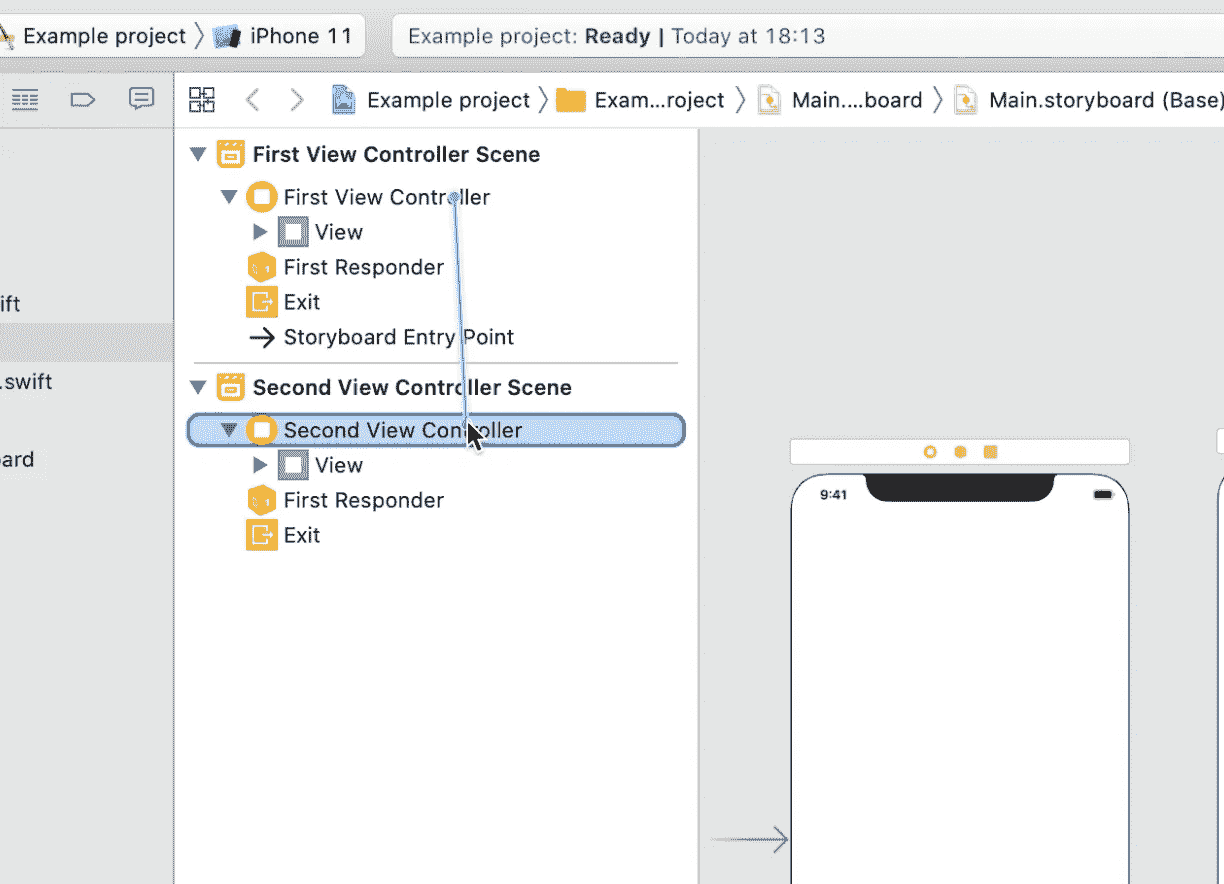 Example project 〉 iPhone 11
Example project: Ready | Today at 18:13
Example project 〉 Exam...roject 〉 Main....board 〉 Main.storyboard (Base)
First View Controller Scene
First View Controller
View
First Responder
Exit
Storyboard Entry Point
Second View Controller Scene
Second View Controller
View
First Responder
Exit
ift
.swift
ard
9:41